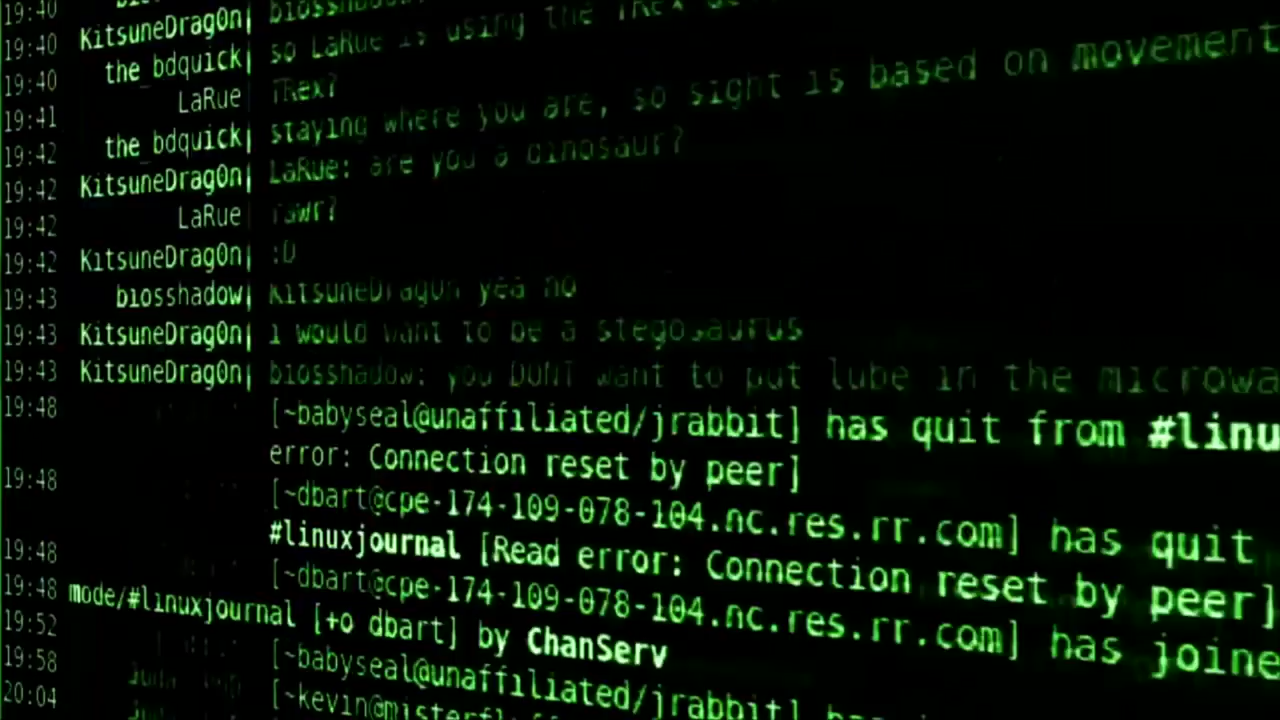 19:40
19:40 KitsuneDrag0n| biosshadow
19:40 the_bdquick| so LaRue is using the TRex
19:41 LaRue TRex?
19:42 the_bdquick| staying where you are, so sight is based on movement
19:42 KitsuneDrag0n| LaRue: are you a dinosaur?
19:42 LaRue rawr?
19:42 KitsuneDrag0n| :D
19:43 biosshadow| KitsuneDrag0n yea no
19:43 KitsuneDrag0n| i would want to be a stegosaurus
19:43 KitsuneDrag0n| biosshadow: you DONT want to put lube in the microwa
19:48 [~babyseal@unaffiliated/jrabbit] has quit from #linu
error: Connection reset by peer]
19:48 [~dbart@cpe-174-109-078-104.nc.res.rr.com] has quit
#linuxjournal [Read error: Connection reset by peer]
19:48 [~dbart@cpe-174-109-078-104.nc.res.rr.com] has joine
19:48 mode/#linuxjournal [+o dbart] by ChanServ
19:52 [~babyseal@unaffiliated/jrabbit]
19:58 [~kevin@misterfl
20:04